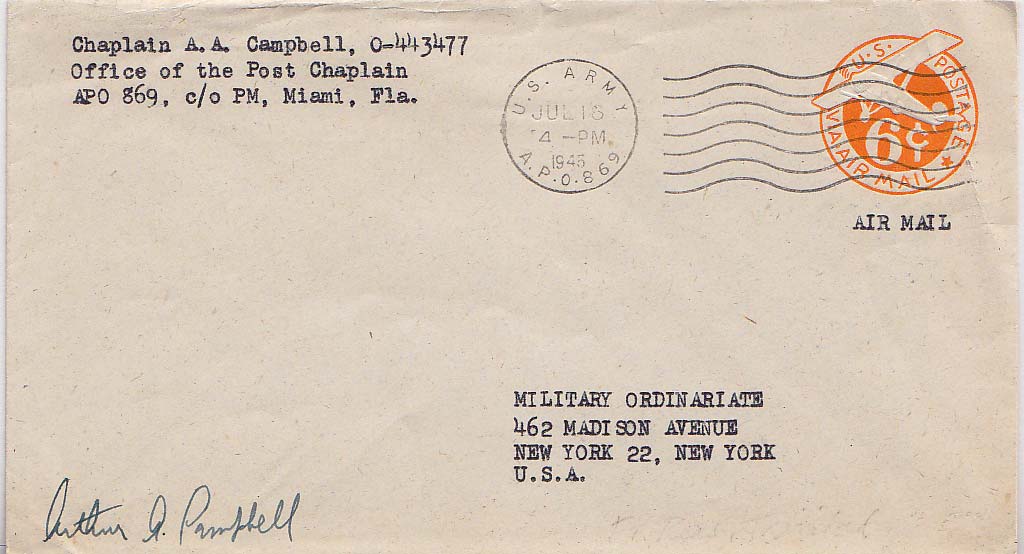 Chaplain A.A. Campbell, O-443477
Office of the Post Chaplain
APO 869, c/o PM, Miami, Fla.
U.S. ARMY
JUL 18
4 -PM
1945
A.P.O. 869
U.S. POSTAGE
6¢
VIA AIR MAIL
AIR MAIL
MILITARY ORDINARIATE
462 MADISON AVENUE
NEW YORK 22, NEW YORK
U.S.A.
Arthur A. Campbell